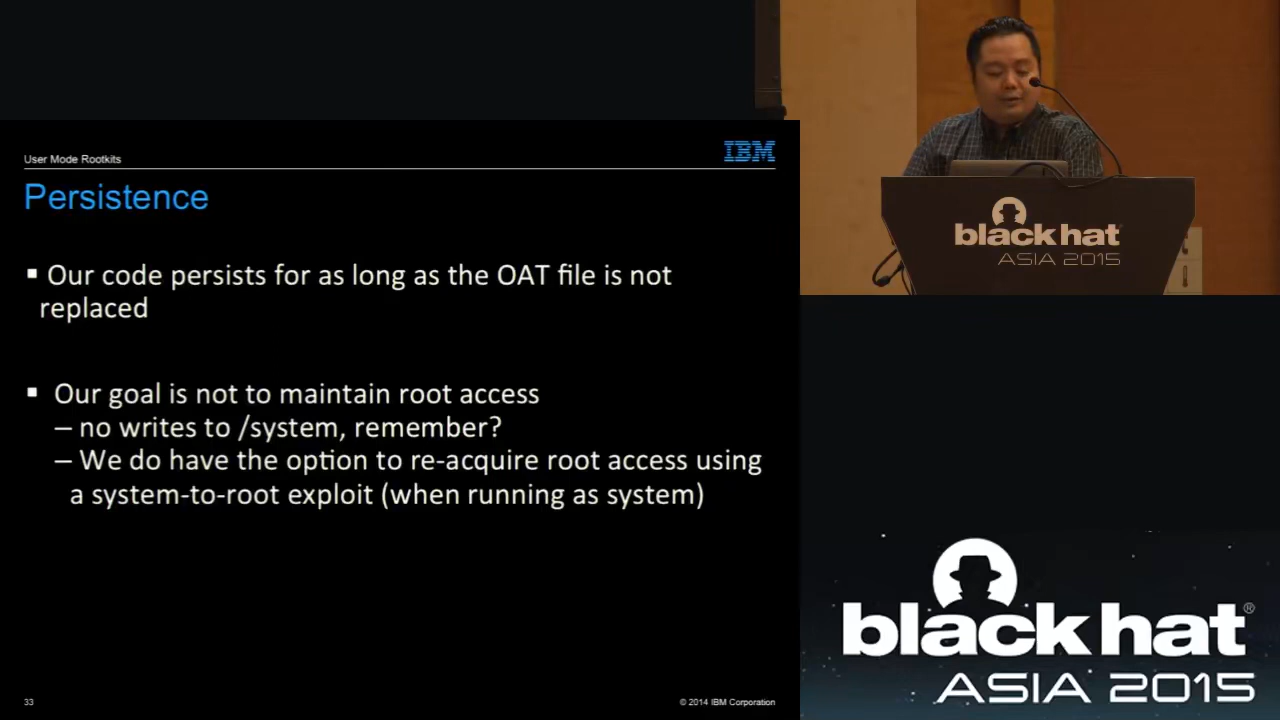 User Mode Rootkits
IBM
Persistence
▪ Our code persists for as long as the OAT file is not
replaced
▪ Our goal is not to maintain root access
– no writes to /system, remember?
– We do have the option to re-acquire root access using
a system-to-root exploit (when running as system)
33
© 2014 IBM Corporation
black hat
ASIA 2015
black hat®
ASIA 2015